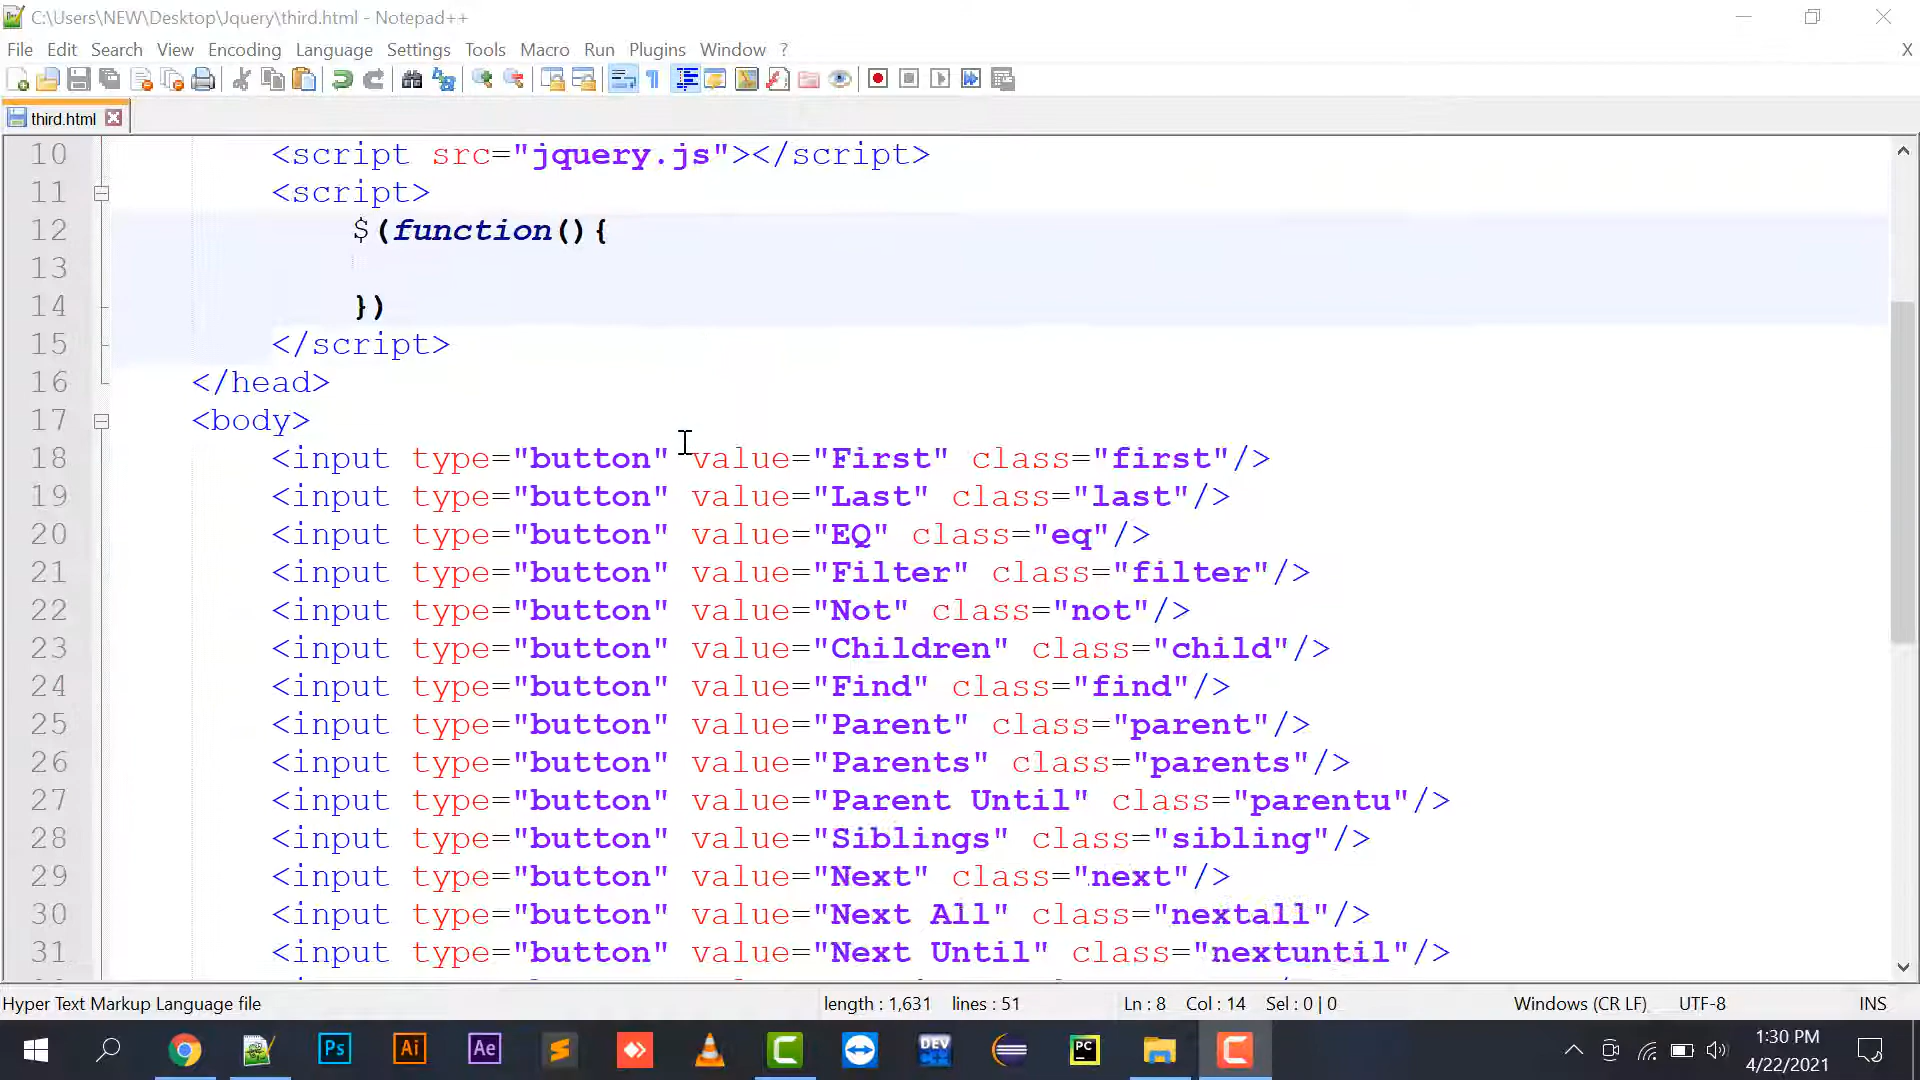 C:\Users\NEW\Desktop\Jquery\third.html - Notepad++
File Edit Search View Encoding Language Settings Tools Macro Run Plugins Window ? X
third.html
10 <script src="jquery.js"></script>
11 <script>
12 $(function(){
13
14 })
15 </script>
16 </head>
17 <body>
18 <input type="button" value="First" class="first"/>
19 <input type="button" value="Last" class="last"/>
20 <input type="button" value="EQ" class="eq"/>
21 <input type="button" value="Filter" class="filter"/>
22 <input type="button" value="Not" class="not"/>
23 <input type="button" value="Children" class="child"/>
24 <input type="button" value="Find" class="find"/>
25 <input type="button" value="Parent" class="parent"/>
26 <input type="button" value="Parents" class="parents"/>
27 <input type="button" value="Parent Until" class="parentu"/>
28 <input type="button" value="Siblings" class="sibling"/>
29 <input type="button" value="Next" class="next"/>
30 <input type="button" value="Next All" class="nextall"/>
31 <input type="button" value="Next Until" class="nextuntil"/>
Hyper Text Markup Language file length : 1,631 lines : 51 Ln : 8 Col : 14 Sel : 0 | 0 Windows (CR LF) UTF-8 INS
Ps Ai Ae DEV PC
1:30 PM
4/22/2021